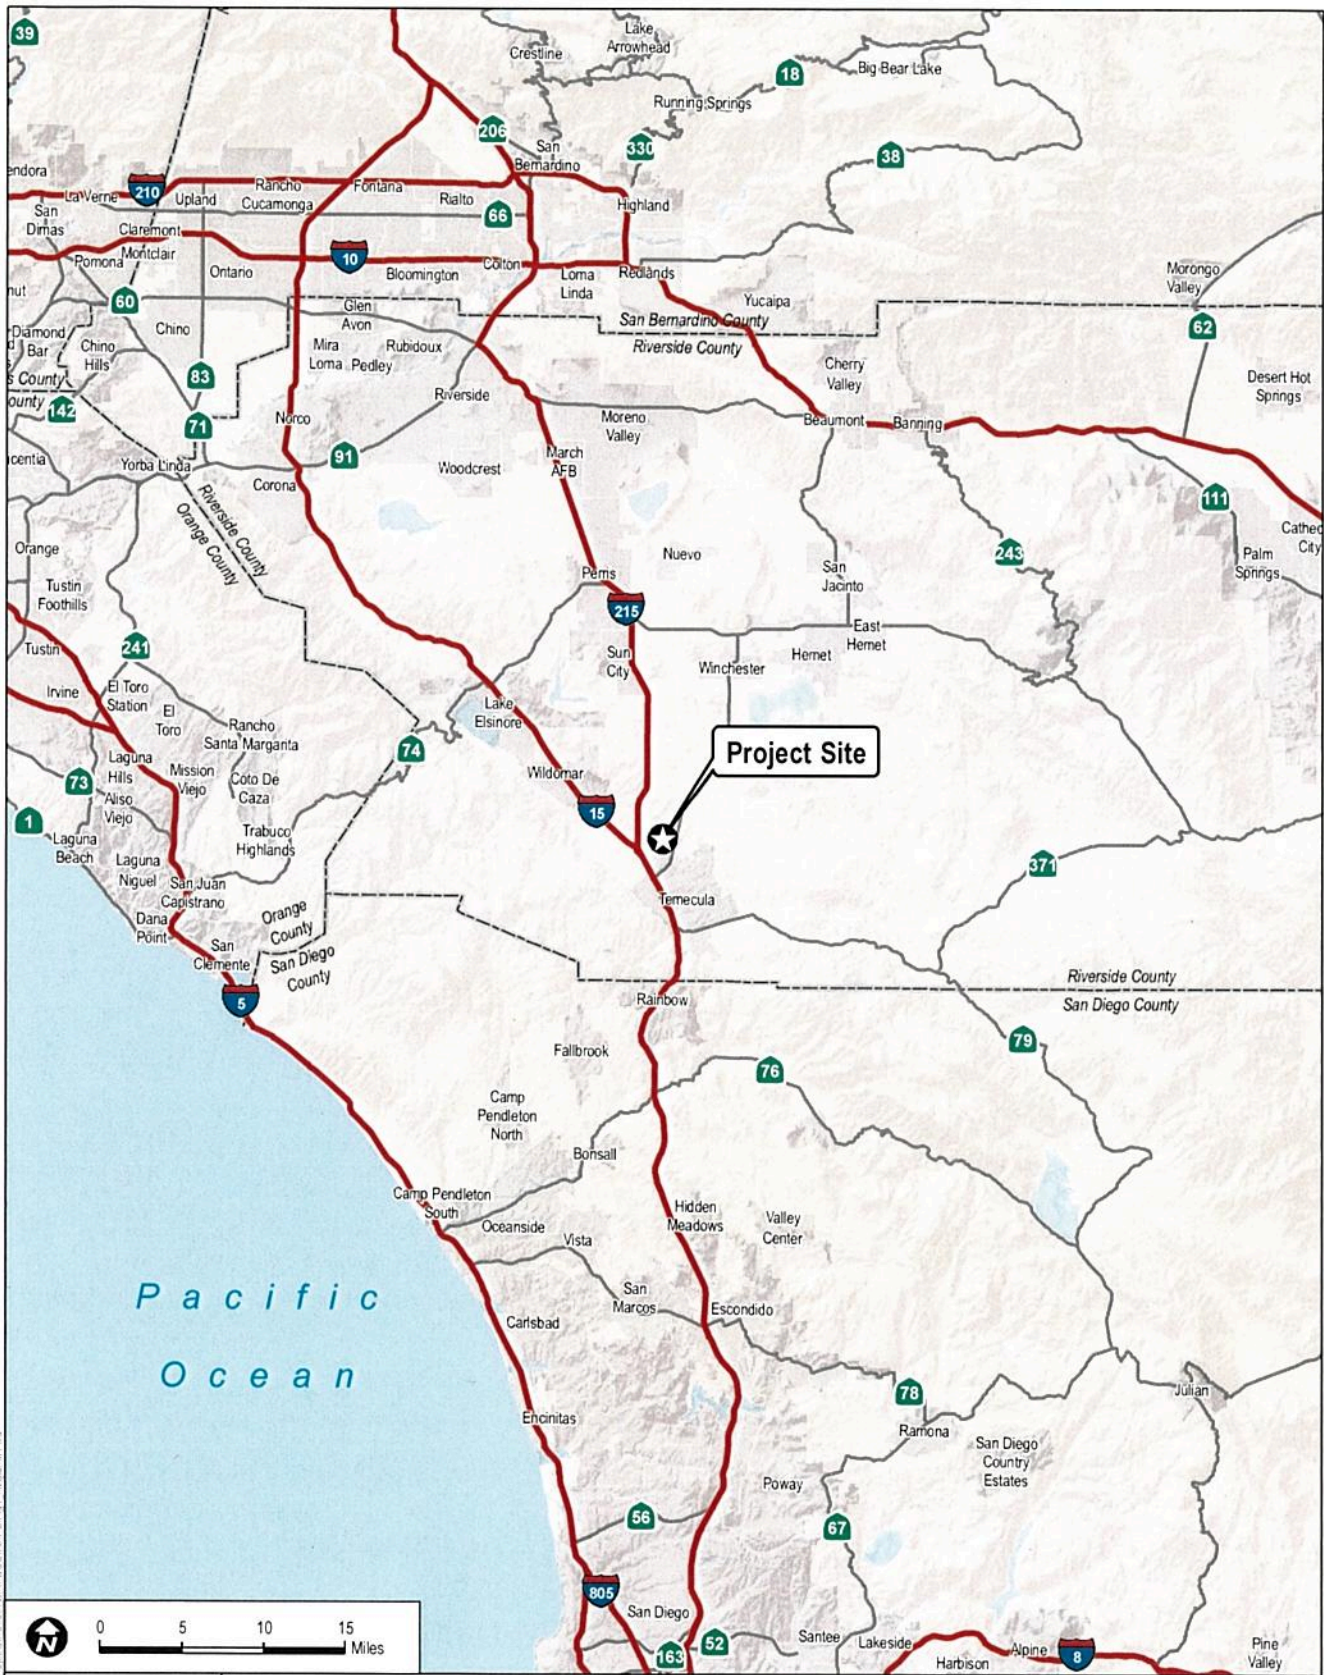 39
Crestline
Lake
Arrowhead
18
Big Bear Lake
Running Springs
206
330
38
San
Bernardino
endora
La Verne
210
Upland
Rancho
Cucamonga
Fontana
Rialto
66
Highland
San
Dimas
Claremont
Montclair
Pomona
Ontario
10
Bloomington
Colton
Loma
Linda
Redlands
Yucaipa
Morongo
Valley
62
nut
60
Chino
Glen
Avon
San Bernardino County
Riverside County
Diamond
Bar
Chino
Hills
Mira
Loma
Pedley
Rubidoux
Cherry
Valley
Desert Hot
Springs
s County
ounty
142
83
71
Norco
Riverside
Moreno
Valley
Beaumont
Banning
91
Woodcrest
March
AFB
centia
Yorba Linda
Corona
111
Riverside County
Orange County
Orange
Nuevo
243
Cathed
City
Palm
Springs
Tustin
Foothills
Perris
San
Jacinto
215
Tustin
241
East
Hemet
Hemet
Sun
City
Winchester
Irvine
El Toro
Station
El
Toro
Rancho
Santa Margarita
Lake
Elsinore
74
Project Site
Laguna
Hills
Mission
Viejo
Coto De
Caza
Wildomar
73
Aliso
Viejo
15
1
Laguna
Beach
Trabuco
Highlands
Laguna
Niguel
San Juan
Capistrano
371
Temecula
Dana
Point
Orange
County
San
Clemente
San Diego
County
Riverside County
San Diego County
5
Rainbow
Fallbrook
79
76
Camp
Pendleton
North
Bonsall
Camp Pendleton
South
Oceanside
Hidden
Meadows
Valley
Center
Vista
Pacific
Ocean
San
Marcos
Escondido
Carlsbad
78
Julian
Encinitas
Ramona
San Diego
Country
Estates
Poway
56
67
805
San Diego
N
0 5 10 15
Miles
163
52
Santee
Lakeside
Harbison
Alpine
8
Pine
Valley